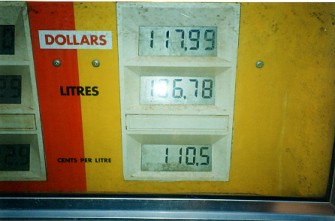 DOLLARS 117.99
LITRES 106.78
CENTS PER LITRE 110.5